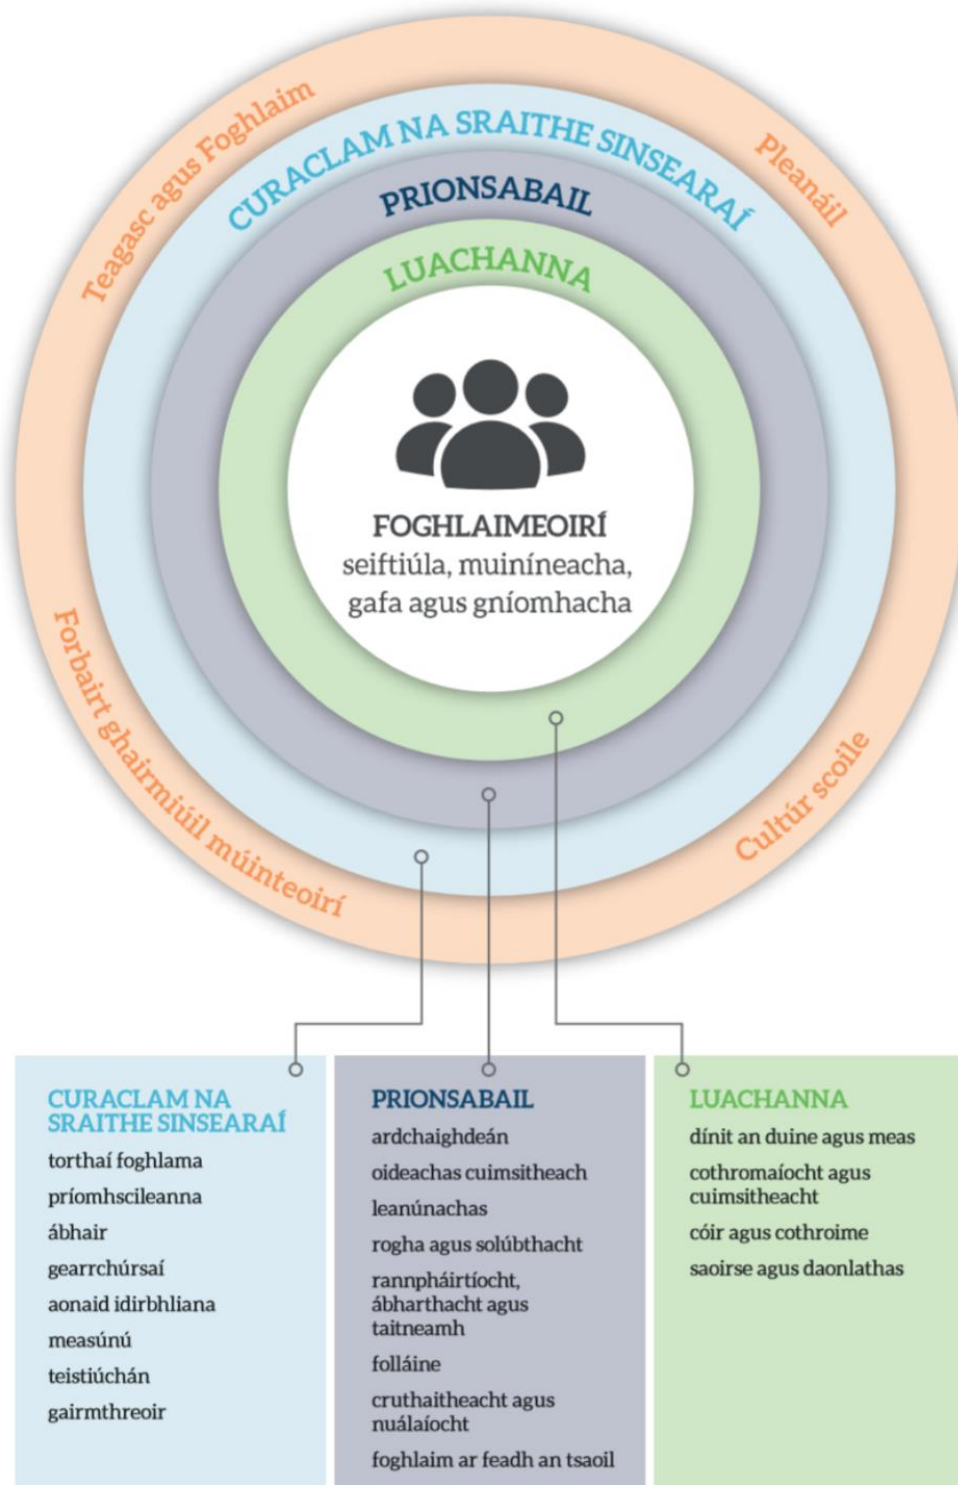 Teagasc agus Foghlaim
Pleanáil
CURACLAM NA SRAITHE SINSEARAÍ
PRIONSABAIL
LUACHANNA
FOGHLAIMEOIRÍ
seiftiúla, muiníneacha,
gafa agus gníomhacha
Forbairt ghairmiúil múinteoirí
Cultúr scoile
CURACLAM NA
SRAITHE SINSEARAÍ
torthaí foghlama
príomhscileanna
ábhair
gearrchúrsaí
aonaid idirbhliana
measúnú
teistiúchán
gairmthreoir
PRIONSABAIL
ardchaighdeán
oideachas cuimsitheach
leanúnachas
rogha agus solúbthacht
rannpháirtíocht,
ábharthacht agus
taitneamh
folláine
cruthaitheacht agus
nuálaíocht
foghlaim ar feadh an tsaoil
LUACHANNA
dínit an duine agus meas
cothromaíocht agus
cuimsitheacht
cóir agus cothroime
saoirse agus daonlathas